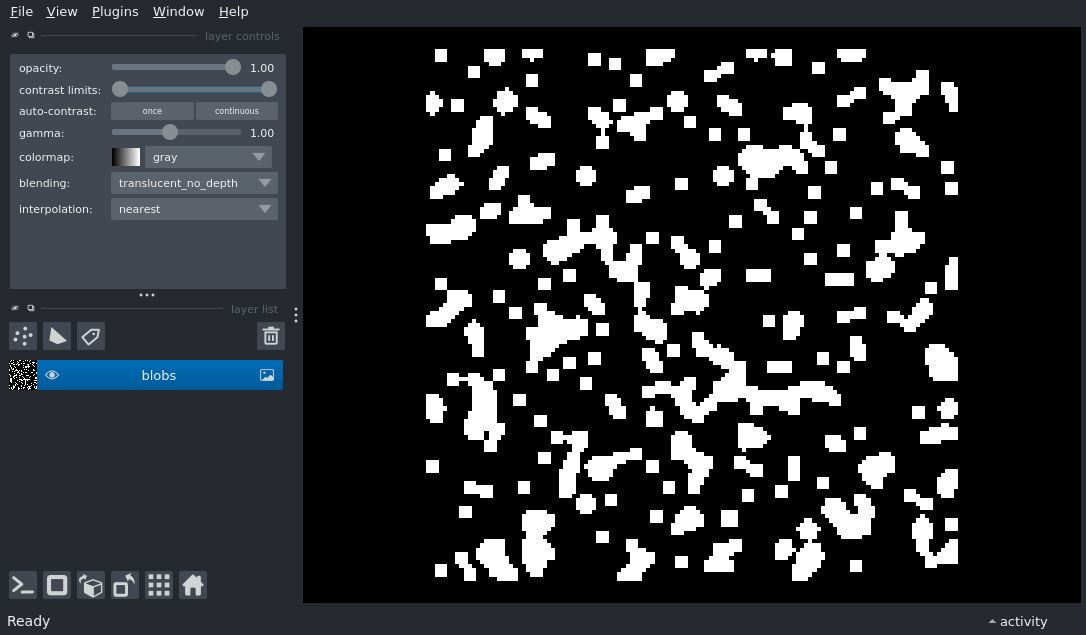 File View Plugins Window Help
layer controls
opacity: 1.00
contrast limits:
auto-contrast: once continuous
gamma: 1.00
colormap: gray
blending: translucent_no_depth
interpolation: nearest
layer list
blobs
Ready activity